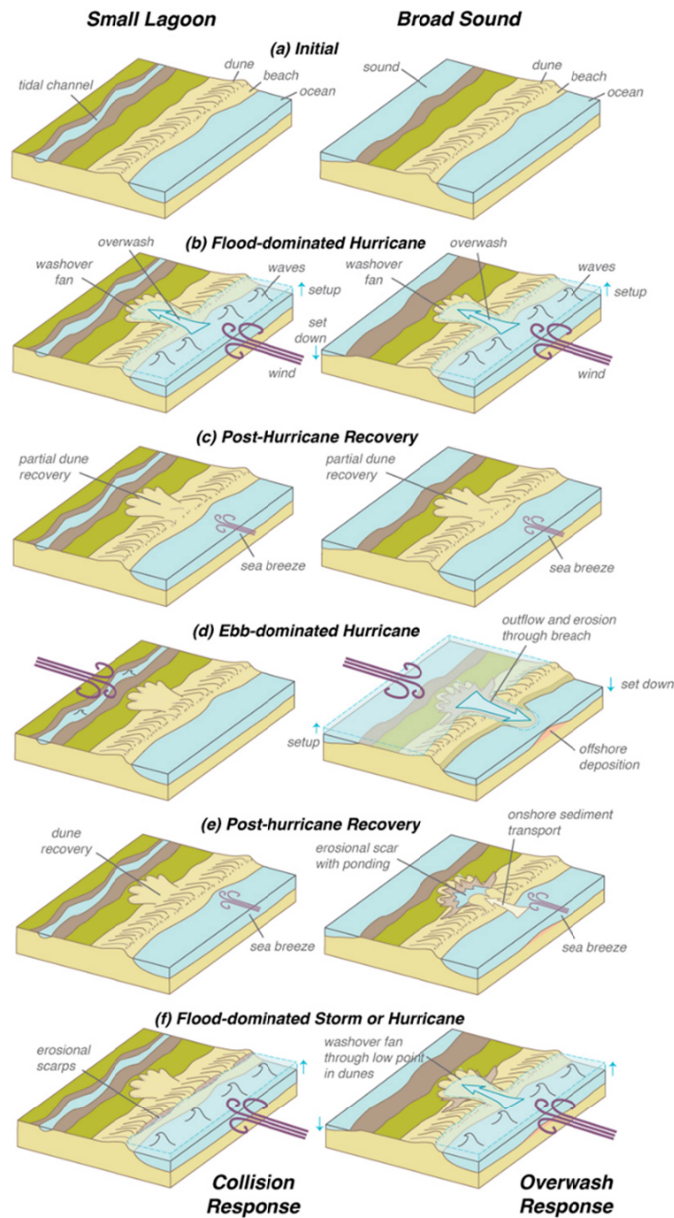 Small Lagoon
Broad Sound
(a) Initial
tidal channel
dune
beach
ocean
sound
dune
beach
ocean
(b) Flood-dominated Hurricane
overwash
washover
fan
waves
setup
set
down
wind
overwash
washover
fan
waves
setup
wind
(c) Post-Hurricane Recovery
partial dune
recovery
sea breeze
partial dune
recovery
sea breeze
(d) Ebb-dominated Hurricane
outflow and erosion
through breach
set down
setup
offshore
deposition
(e) Post-hurricane Recovery
dune
recovery
sea breeze
erosional scar
with ponding
onshore sediment
transport
sea breeze
(f) Flood-dominated Storm or Hurricane
erosional
scarps
washover fan
through low point
in dunes
Collision
Response
Overwash
Response